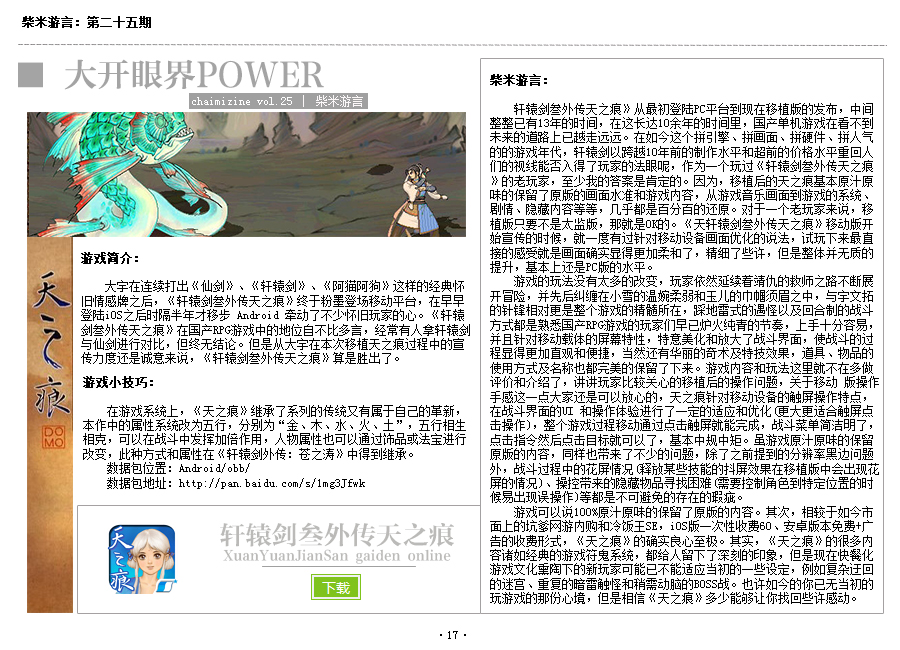 柴米游言：第二十五期
大开眼界POWER
chaimizine vol.25 | 柴米游言
天之痕
DOMO
游戏简介：
大宇在连续打出《仙剑》、《轩辕剑》、《阿猫阿狗》这样的经典怀
旧情感牌之后，《轩辕剑叁外传天之痕》终于粉墨登场移动平台，在早早
登陆iOS之后时隔半年才移步 Android 牵动了不少怀旧玩家的心。《轩辕
剑叁外传天之痕》在国产RPG游戏中的地位自不比多言，经常有人拿轩辕剑
与仙剑进行对比，但终无结论。但是从大宇在本次移植天之痕过程中的宣
传力度还是诚意来说，《轩辕剑叁外传天之痕》算是胜出了。
游戏小技巧：
在游戏系统上，《天之痕》继承了系列的传统又有属于自己的革新，
本作中的属性系统改为五行，分别为“金、木、水、火、土”，五行相生
相克，可以在战斗中发挥加倍作用，人物属性也可以通过饰品或法宝进行
改变，此种方式和属性在《轩辕剑外传：苍之涛》中得到继承。
数据包位置：Android/obb/
数据包地址：http://pan.baidu.com/s/1mg3Jfwk
天之痕
轩辕剑叁外传天之痕
XuanYuanJianSan gaiden online
下载
柴米游言：
轩辕剑叁外传天之痕》从最初登陆PC平台到现在移植版的发布，中间
整整已有13年的时间，在这长达10余年的时间里，国产单机游戏在看不到
未来的道路上已越走远远。在如今这个拼引擎、拼画面、拼硬件、拼人气
的的游戏年代，轩辕剑以跨越10年前的制作水平和超前的价格水平重回人
们的视线能否入得了玩家的法眼呢，作为一个玩过《轩辕剑叁外传天之痕
》的老玩家，至少我的答案是肯定的。因为，移植后的天之痕基本原汁原
味的保留了原版的画面水准和游戏内容，从游戏音乐画面到游戏的系统、
剧情、隐藏内容等等，几乎都是百分百的还原。对于一个老玩家来说，移
植版只要不是太监版，那就是OK的。《天轩辕剑叁外传天之痕》移动版开
始宣传的时候，就一度有过针对移动设备画面优化的说法，试玩下来最直
接的感受就是画面确实显得更加柔和了，精细了些许，但是整体并无质的
提升，基本上还是PC版的水平。
游戏的玩法没有太多的改变，玩家依然延续着靖仇的救师之路不断展
开冒险，并先后纠缠在小雪的温婉柔弱和玉儿的巾帼须眉之中，与宇文拓
的针锋相对更是整个游戏的精髓所在，踩地雷式的遇怪以及回合制的战斗
方式都是熟悉国产RPG游戏的玩家们早已炉火纯青的节奏，上手十分容易，
并且针对移动载体的屏幕特性，特意美化和放大了战斗界面，使战斗的过
程显得更加直观和便捷，当然还有华丽的奇术及特技效果，道具、物品的
使用方式及名称也都完美的保留了下来。游戏内容和玩法这里就不在多做
评价和介绍了，讲讲玩家比较关心的移植后的操作问题，关于移动 版操作
手感这一点大家还是可以放心的，天之痕针对移动设备的触屏操作特点，
在战斗界面的UI 和操作体验进行了一定的适应和优化(更大更适合触屏点
击操作)，整个游戏过程移动通过点击触屏就能完成，战斗菜单简洁明了，
点击指令然后点击目标就可以了，基本中规中矩。虽游戏原汁原味的保留
原版的内容，同样也带来了不少的问题，除了之前提到的分辨率黑边问题
外，战斗过程中的花屏情况(释放某些技能的抖屏效果在移植版中会出现花
屏的情况)、操控带来的隐藏物品寻找困难(需要控制角色到特定位置的时
候易出现误操作)等都是不可避免的存在的瑕疵。
游戏可以说100%原汁原味的保留了原版的内容。其次，相较于如今市
面上的坑爹网游内购和冷饭王SE，iOS版一次性收费60、安卓版本免费+广
告的收费形式，《天之痕》的确实良心至极。其实，《天之痕》的很多内
容诸如经典的游戏符鬼系统，都给人留下了深刻的印象，但是现在快餐化
游戏文化熏陶下的新玩家可能已不能适应当初的一些设定，例如复杂迂回
的迷宫、重复的暗雷触怪和稍需动脑的BOSS战。也许如今的你已无当初的
玩游戏的那份心境，但是相信《天之痕》多少能够让你找回些许感动。
· 17 ·